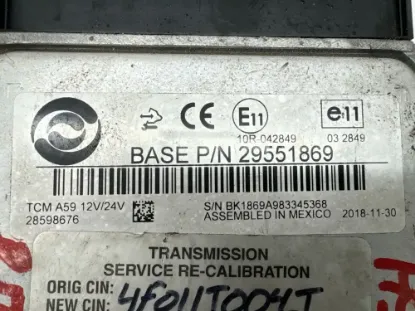 CE E11 e11
10R-042849 03 2849
BASE P/N 29551869
TCM A59 12V/24V S/N BK1869A983345368
28598676 ASSEMBLED IN MEXICO 2018-11-30
TRANSMISSION
SERVICE RE-CALIBRATION
ORIG CIN:
NEW CIN: 4F011T004J